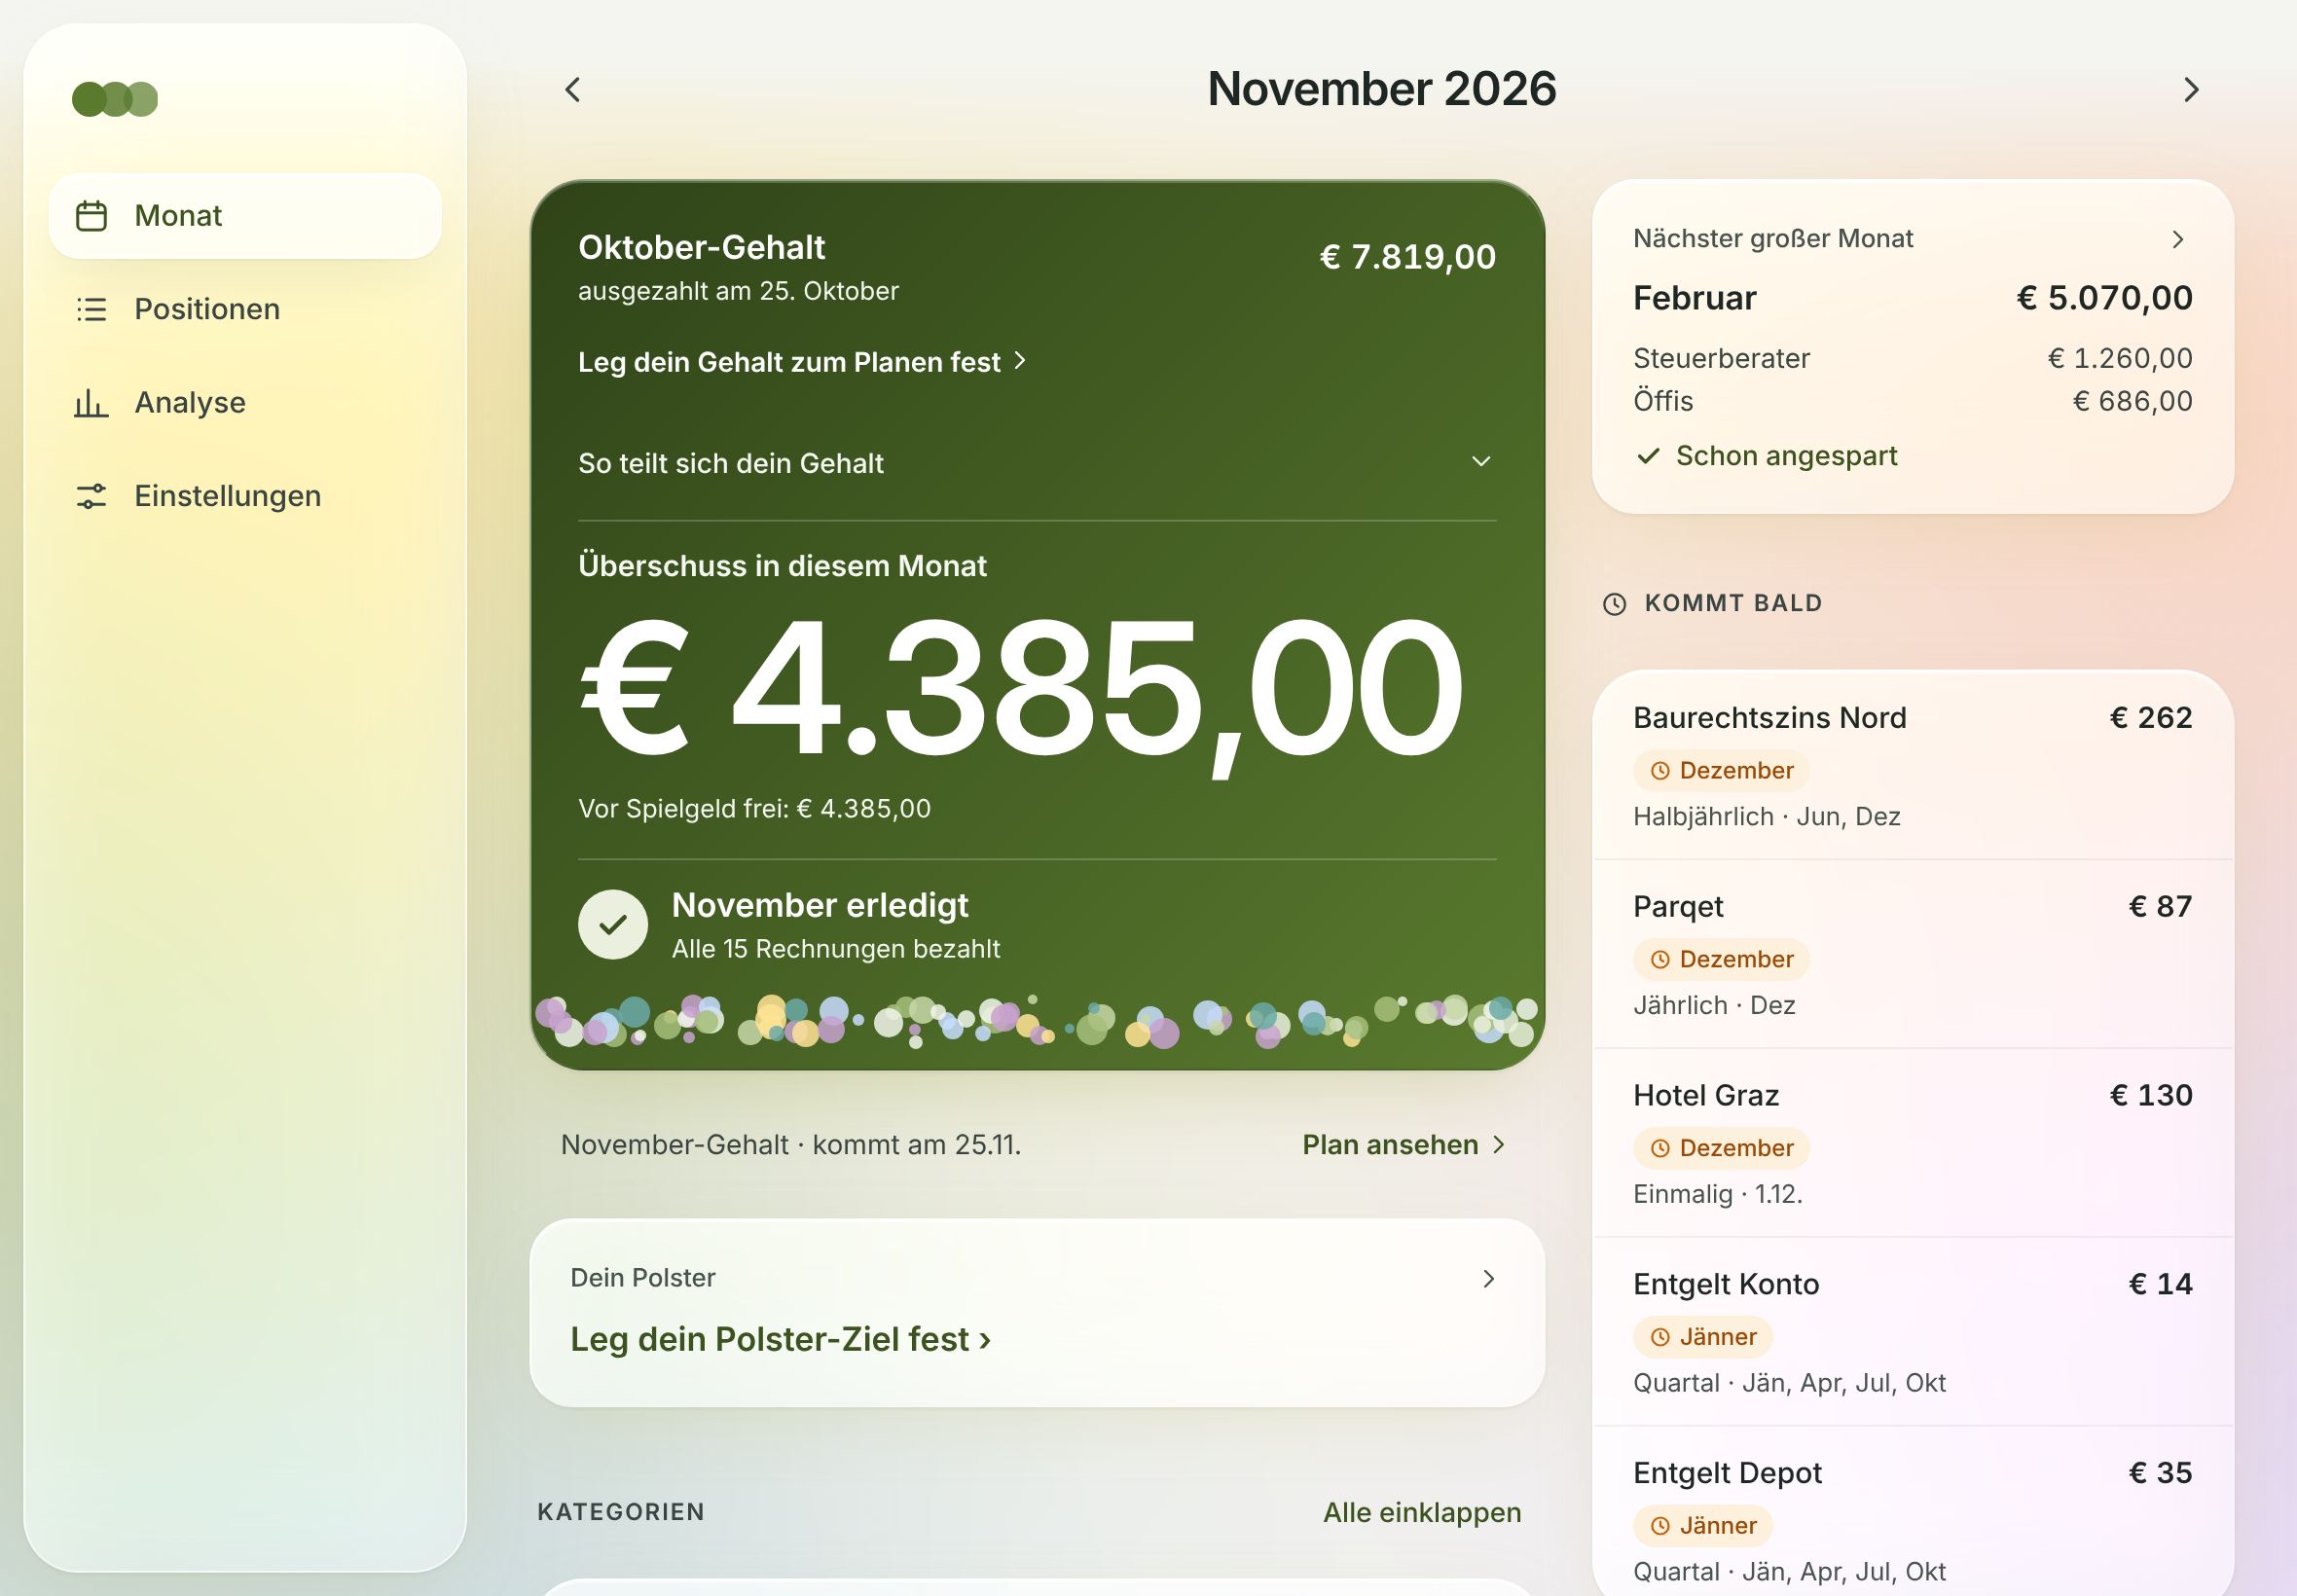 Monat
Positionen
Analyse
Einstellungen
November 2026
Oktober-Gehalt
€ 7.819,00
ausgezahlt am 25. Oktober
Leg dein Gehalt zum Planen fest
So teilt sich dein Gehalt
Überschuss in diesem Monat
€ 4.385,00
Vor Spielgeld frei: € 4.385,00
November erledigt
Alle 15 Rechnungen bezahlt
November-Gehalt · kommt am 25.11.
Plan ansehen
Dein Polster
Leg dein Polster-Ziel fest ›
KATEGORIEN
Alle einklappen
Nächster großer Monat
Februar € 5.070,00
Steuerberater € 1.260,00
Öffis € 686,00
Schon angespart
KOMMT BALD
Baurechtszins Nord € 262
Dezember
Halbjährlich · Jun, Dez
Parqet € 87
Dezember
Jährlich · Dez
Hotel Graz € 130
Dezember
Einmalig · 1.12.
Entgelt Konto € 14
Jänner
Quartal · Jän, Apr, Jul, Okt
Entgelt Depot € 35
Jänner
Quartal · Jän, Apr, Jul, Okt